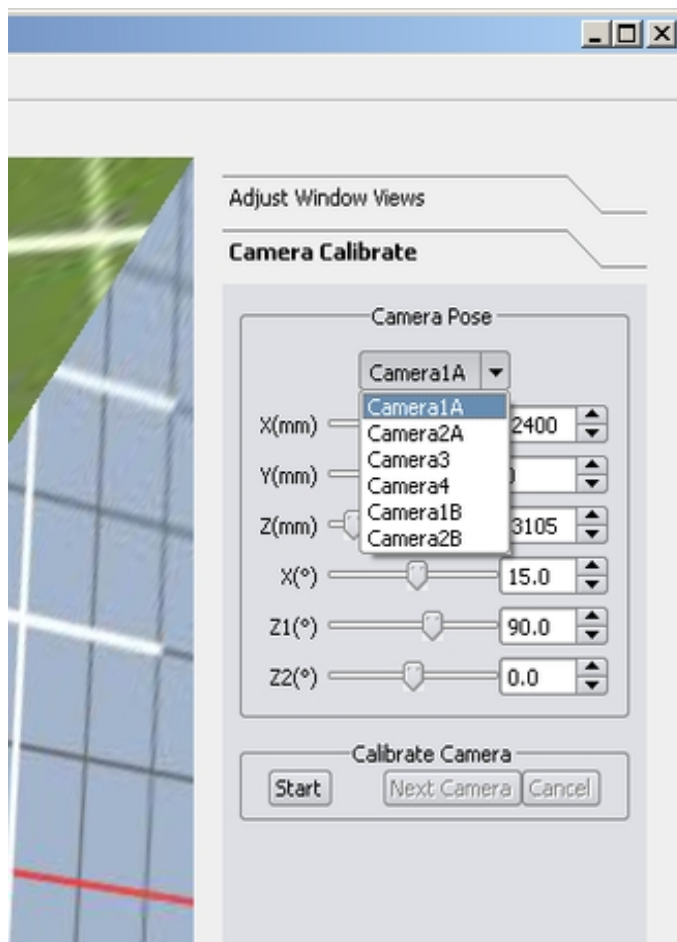 Adjust Window Views
Camera Calibrate
Camera Pose
Camera1A
Camera1A
Camera2A
Camera3
Camera4
Camera1B
Camera2B
X(mm) 2400
Y(mm)
Z(mm) 3105
X(°) 15.0
Z1(°) 90.0
Z2(°) 0.0
Calibrate Camera
Start Next Camera Cancel